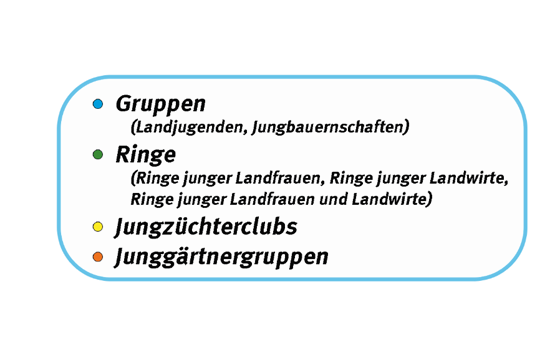 Gruppen
(Landjugenden, Jungbauernschaften)
Ringe
(Ringe junger Landfrauen, Ringe junger Landwirte,
Ringe junger Landfrauen und Landwirte)
Jungzüchterclubs
Junggärtnergruppen